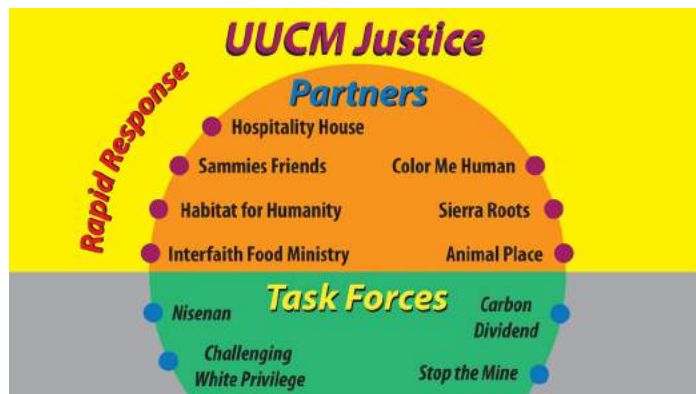 UUCM Justice
Rapid Response
Partners
Hospitality House
Sammies Friends
Color Me Human
Habitat for Humanity
Sierra Roots
Interfaith Food Ministry
Animal Place
Task Forces
Nisenan
Carbon
Dividend
Challenging
White Privilege
Stop the Mine